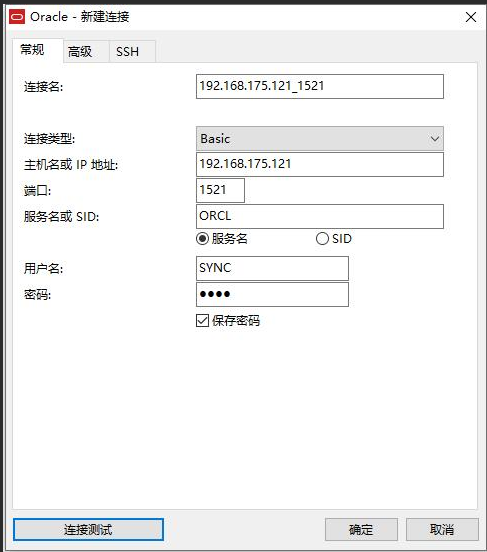 Oracle - 新建连接
常规 高级 SSH
连接名: 192.168.175.121_1521
连接类型: Basic
主机名或 IP 地址: 192.168.175.121
端口: 1521
服务名或 SID: ORCL
服务名 SID
用户名: SYNC
密码: ●●●●
保存密码
连接测试 确定 取消